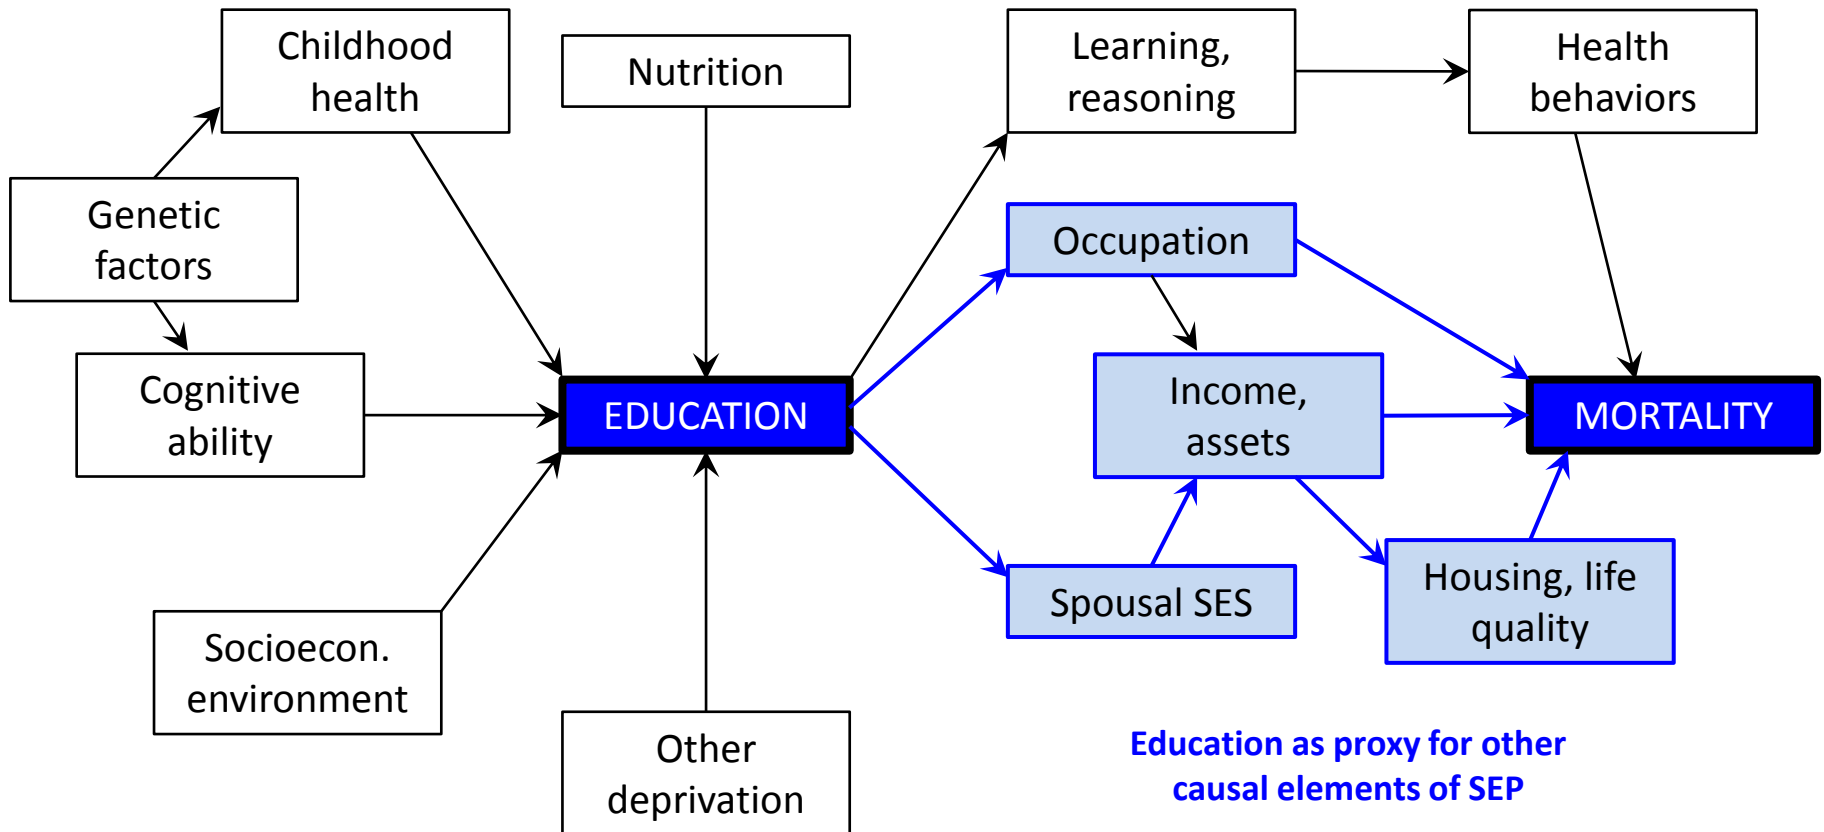 Childhood
health
Nutrition
Learning,
reasoning
Health
behaviors
Genetic
factors
Occupation
Cognitive
ability
EDUCATION
Income,
assets
MORTALITY
Spousal SES
Housing, life
quality
Socioecon.
environment
Other
deprivation
Education as proxy for other
causal elements of SEP